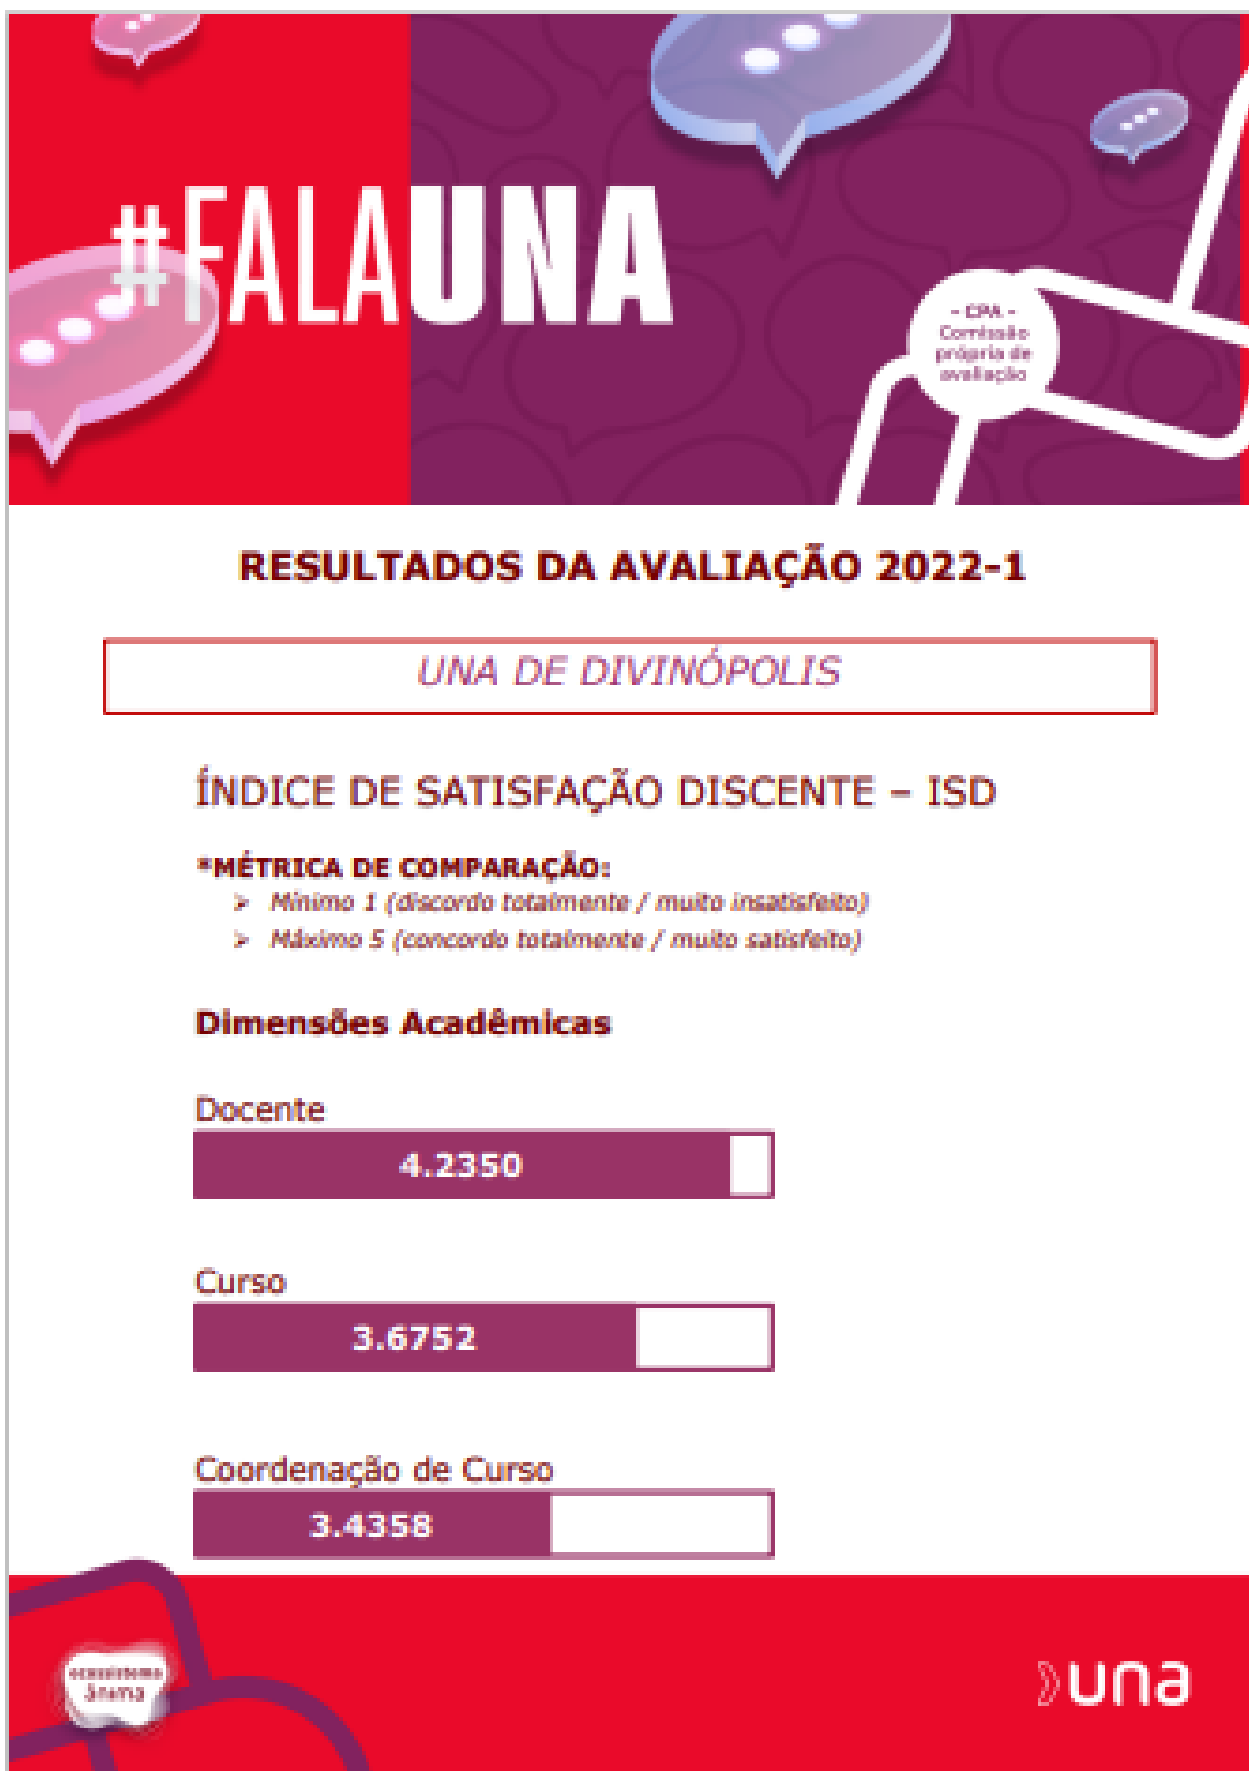 #FALAUNA
- CPA -
Comissão
própria de
avaliação
RESULTADOS DA AVALIAÇÃO 2022-1
UNA DE DIVINÓPOLIS
ÍNDICE DE SATISFAÇÃO DISCENTE – ISD
*MÉTRICA DE COMPARAÇÃO:
➢ Mínimo 1 (discordo totalmente / muito insatisfeito)
➢ Máximo 5 (concordo totalmente / muito satisfeito)
Dimensões Acadêmicas
Docente
4.2350
Curso
3.6752
Coordenação de Curso
3.4358
ecossistema
ânima
una